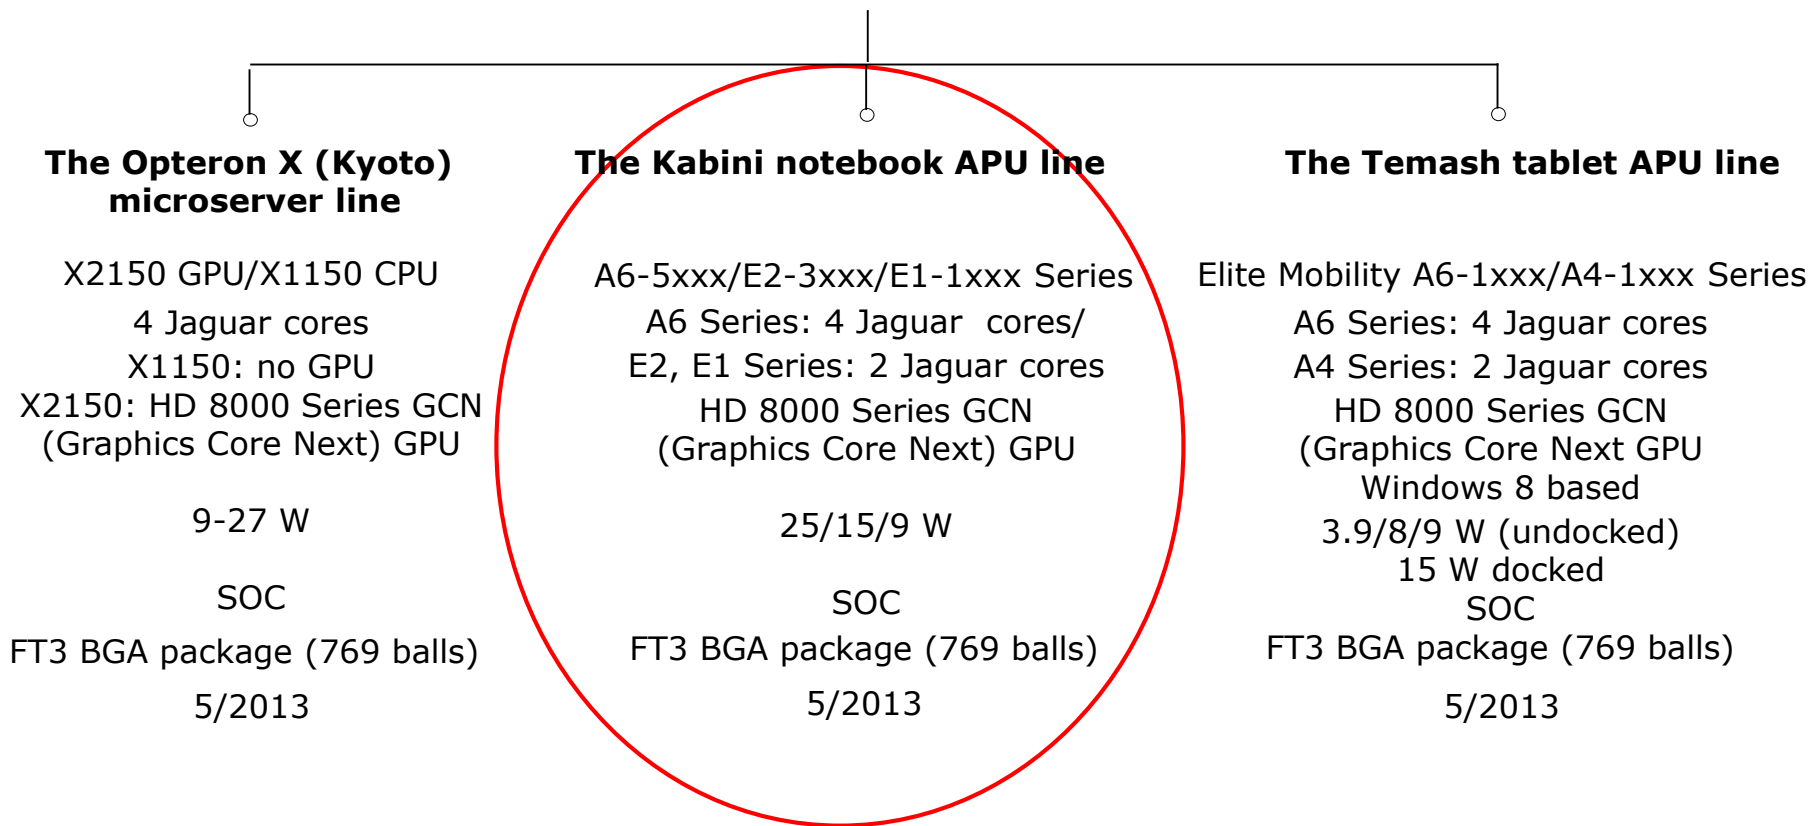 The Opteron X (Kyoto)
microserver line
X2150 GPU/X1150 CPU
4 Jaguar cores
X1150: no GPU
X2150: HD 8000 Series GCN
(Graphics Core Next) GPU
9-27 W
SOC
FT3 BGA package (769 balls)
5/2013
The Kabini notebook APU line
A6-5xxx/E2-3xxx/E1-1xxx Series
A6 Series: 4 Jaguar cores/
E2, E1 Series: 2 Jaguar cores
HD 8000 Series GCN
(Graphics Core Next) GPU
25/15/9 W
SOC
FT3 BGA package (769 balls)
5/2013
The Temash tablet APU line
Elite Mobility A6-1xxx/A4-1xxx Series
A6 Series: 4 Jaguar cores
A4 Series: 2 Jaguar cores
HD 8000 Series GCN
(Graphics Core Next GPU
Windows 8 based
3.9/8/9 W (undocked)
15 W docked
SOC
FT3 BGA package (769 balls)
5/2013